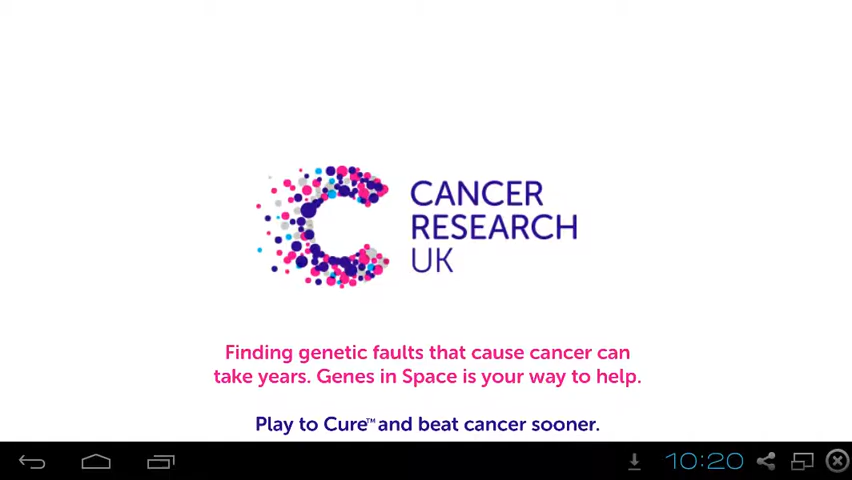 CANCER
RESEARCH
UK
Finding genetic faults that cause cancer can
take years. Genes in Space is your way to help.
Play to Cure™ and beat cancer sooner.
10:20